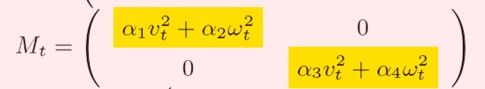 M_t = ( α₁v_t² + α₂ω_t²   0
0   α₃v_t² + α₄ω_t² )